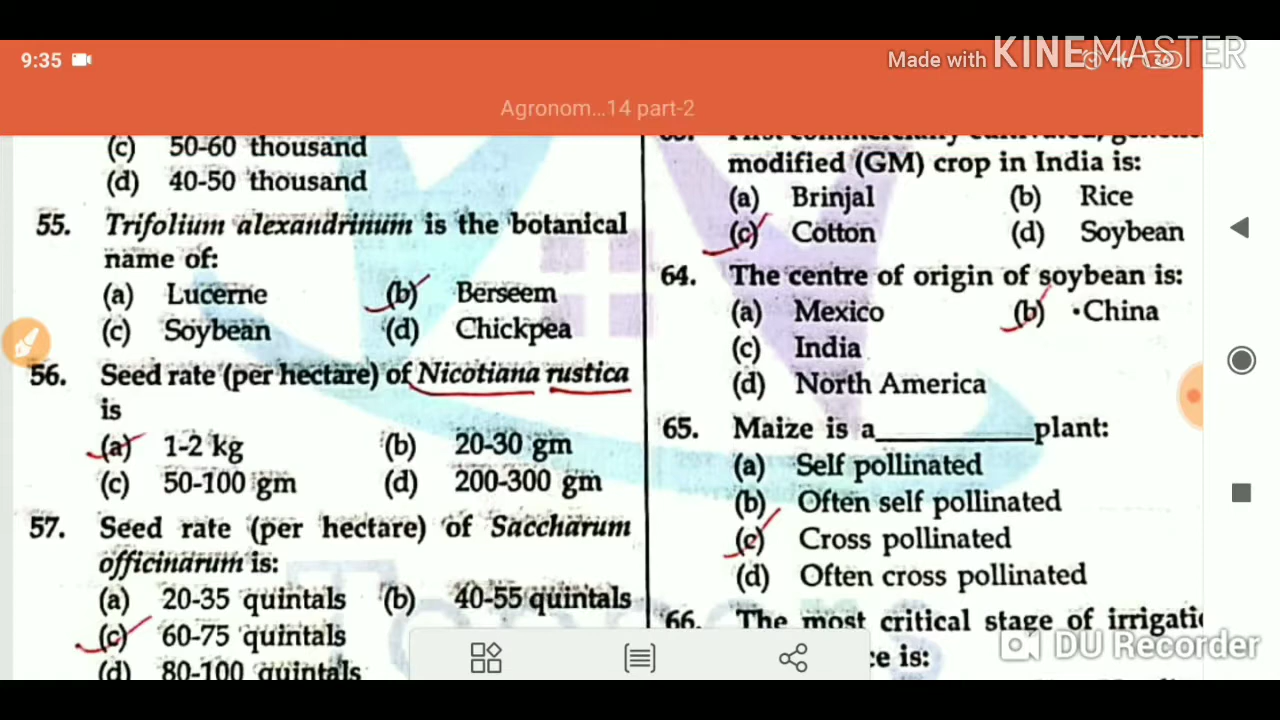 9:35
Made with KINEMASTER
36
Agronom...14 part-2
(c) 50-60 thousand
(d) 40-50 thousand
55. Trifolium alexandrinum is the botanical
name of:
(a) Lucerne (b) Berseem
(c) Soybean (d) Chickpea
56. Seed rate (per hectare) of Nicotiana rustica
is
(a) 1-2 kg (b) 20-30 gm
(c) 50-100 gm (d) 200-300 gm
57. Seed rate (per hectare) of Saccharum
officinarum is:
(a) 20-35 quintals (b) 40-55 quintals
(c) 60-75 quintals
(d) 80-100 quintals
modified (GM) crop in India is:
(a) Brinjal (b) Rice
(c) Cotton (d) Soybean
64. The centre of origin of soybean is:
(a) Mexico (b) China
(c) India
(d) North America
65. Maize is a__________plant:
(a) Self pollinated
(b) Often self pollinated
(c) Cross pollinated
(d) Often cross pollinated
66. The most critical stage of
is:
DU Recorder